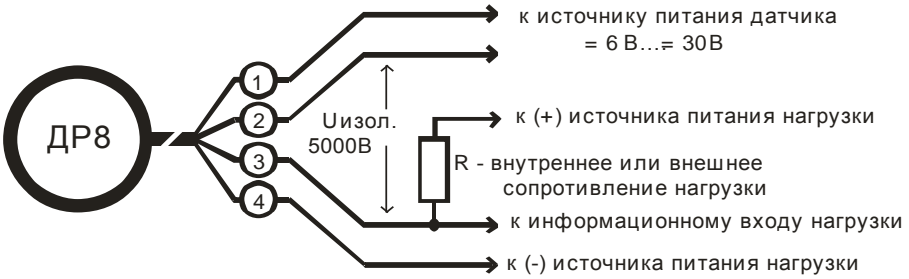 к источнику питания датчика
= 6 В...= 30В
1
ДР8
2
Uизол.
5000В
к (+) источника питания нагрузки
3
R - внутреннее или внешнее
сопротивление нагрузки
4
к информационному входу нагрузки
к (-) источника питания нагрузки